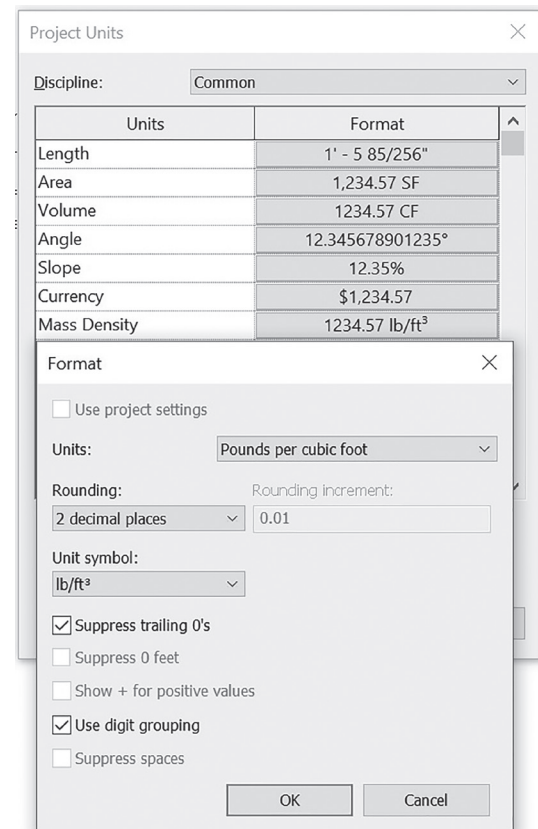 Project Units
Discipline: Common
Units Format
Length 1' - 5 85/256"
Area 1,234.57 SF
Volume 1234.57 CF
Angle 12.345678901235°
Slope 12.35%
Currency $1,234.57
Mass Density 1234.57 lb/ft³
Format
Use project settings
Units: Pounds per cubic foot
Rounding: Rounding increment:
2 decimal places 0.01
Unit symbol:
lb/ft³
Suppress trailing 0's
Suppress 0 feet
Show + for positive values
Use digit grouping
Suppress spaces
OK Cancel